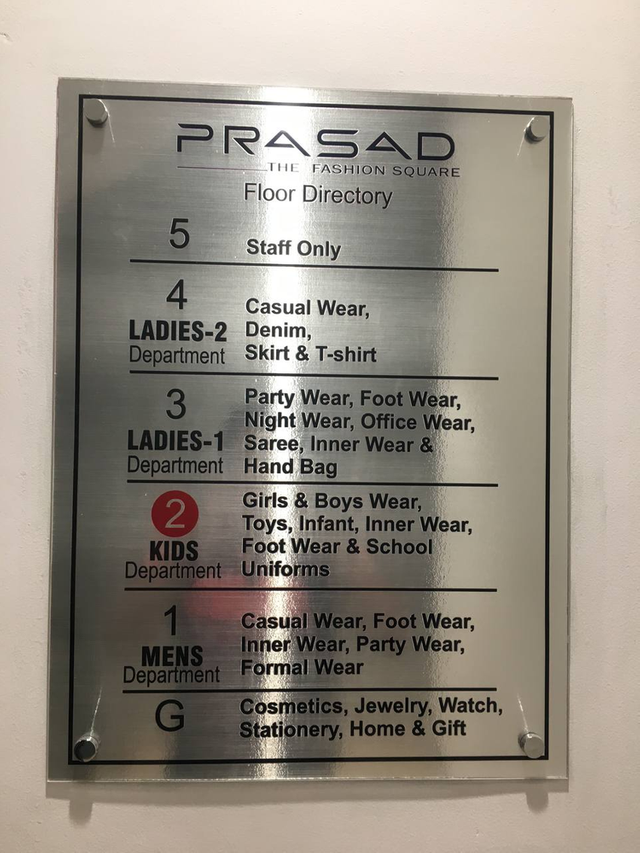 PRASAD
THE FASHION SQUARE
Floor Directory
5
Staff Only
4
LADIES-2
Department
Casual Wear,
Denim,
Skirt & T-shirt
3
LADIES-1
Department
Party Wear, Foot Wear,
Night Wear, Office Wear,
Saree, Inner Wear &
Hand Bag
2
KIDS
Department
Girls & Boys Wear,
Toys, Infant, Inner Wear,
Foot Wear & School
Uniforms
1
MENS
Department
Casual Wear, Foot Wear,
Inner Wear, Party Wear,
Formal Wear
G
Cosmetics, Jewelry, Watch,
Stationery, Home & Gift